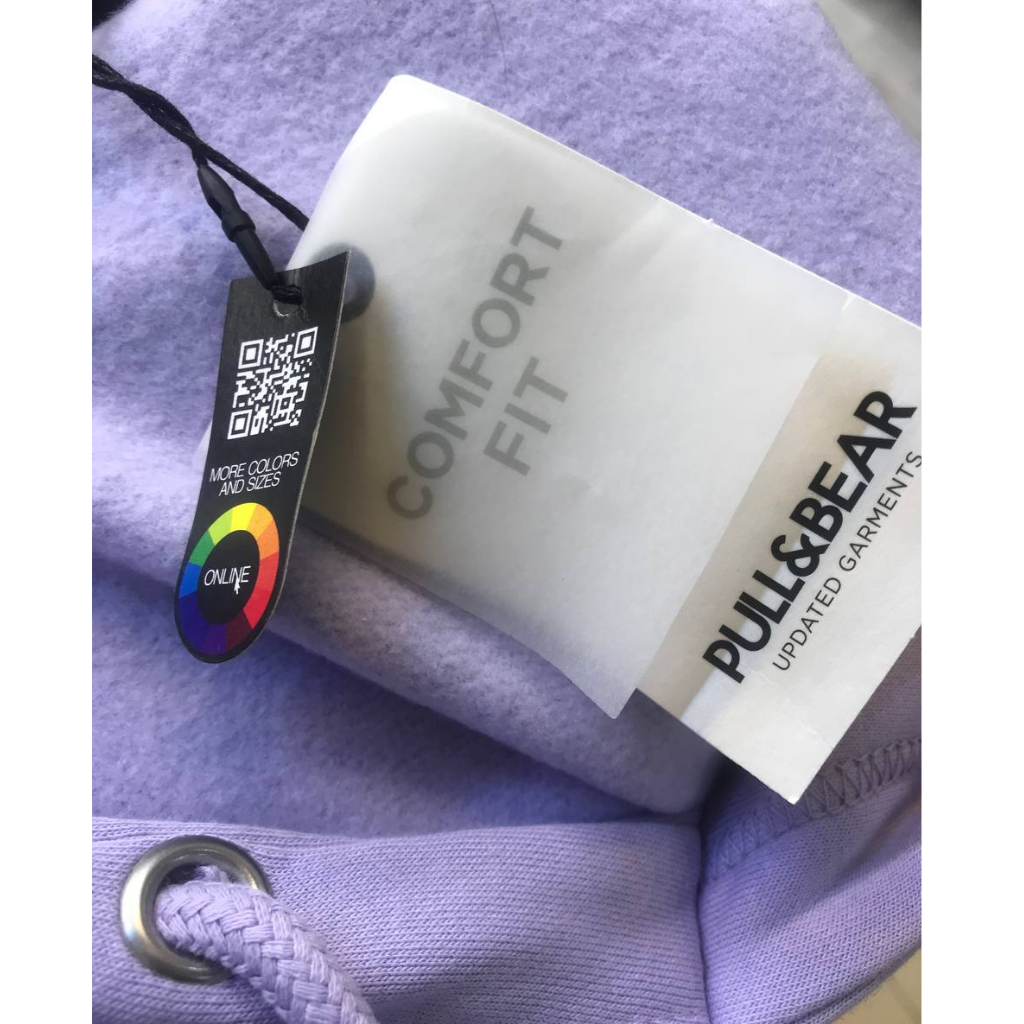 MORE COLORS
AND SIZES
ONLINE
COMFORT
FIT
PULL&BEAR
UPDATED GARMENTS